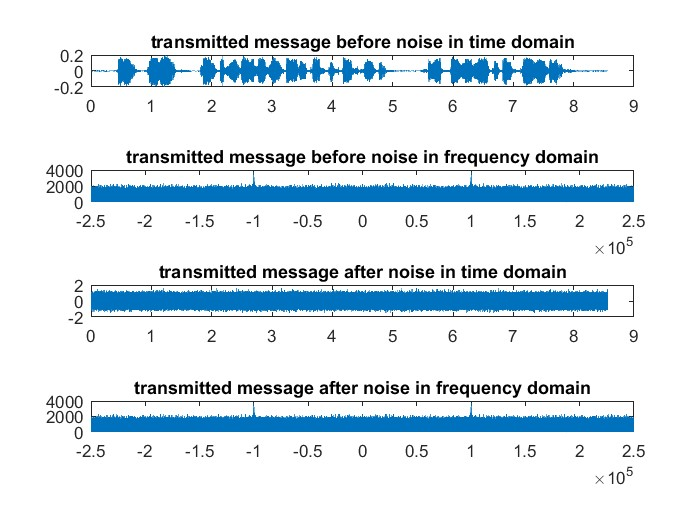 transmitted message before noise in time domain
0.2
0
-0.2
0 1 2 3 4 5 6 7 8 9
transmitted message before noise in frequency domain
4000
2000
0
-2.5 -2 -1.5 -1 -0.5 0 0.5 1 1.5 2 2.5
×10⁵
transmitted message after noise in time domain
2
0
-2
0 1 2 3 4 5 6 7 8 9
transmitted message after noise in frequency domain
4000
2000
0
-2.5 -2 -1.5 -1 -0.5 0 0.5 1 1.5 2 2.5
×10⁵